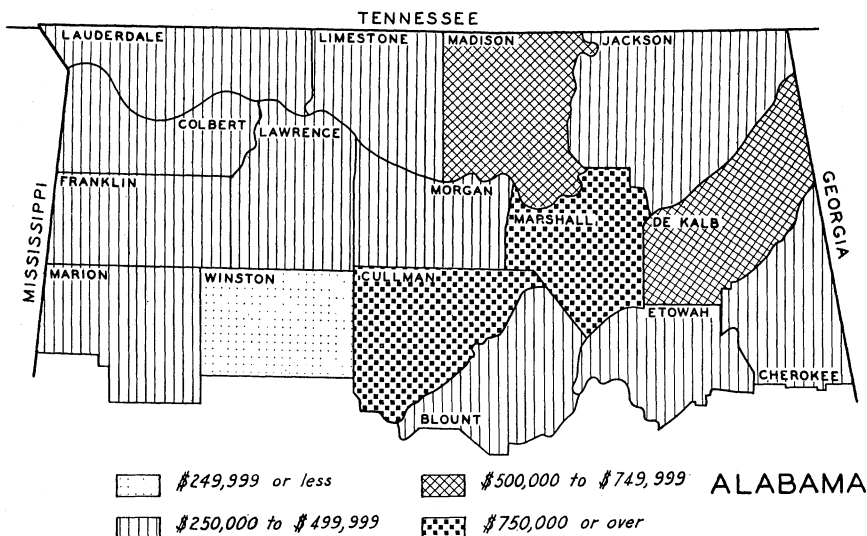 TENNESSEE
LAUDERDALE
LIMESTONE
MADISON
JACKSON
COLBERT
LAWRENCE
FRANKLIN
MORGAN
MARSHALL
DE KALB
MISSISSIPPI
GEORGIA
MARION
WINSTON
CULLMAN
ETOWAH
CHEROKEE
BLOUNT
$249,999 or less
$500,000 to $749,999
ALABAMA
$250,000 to $499,999
$750,000 or over